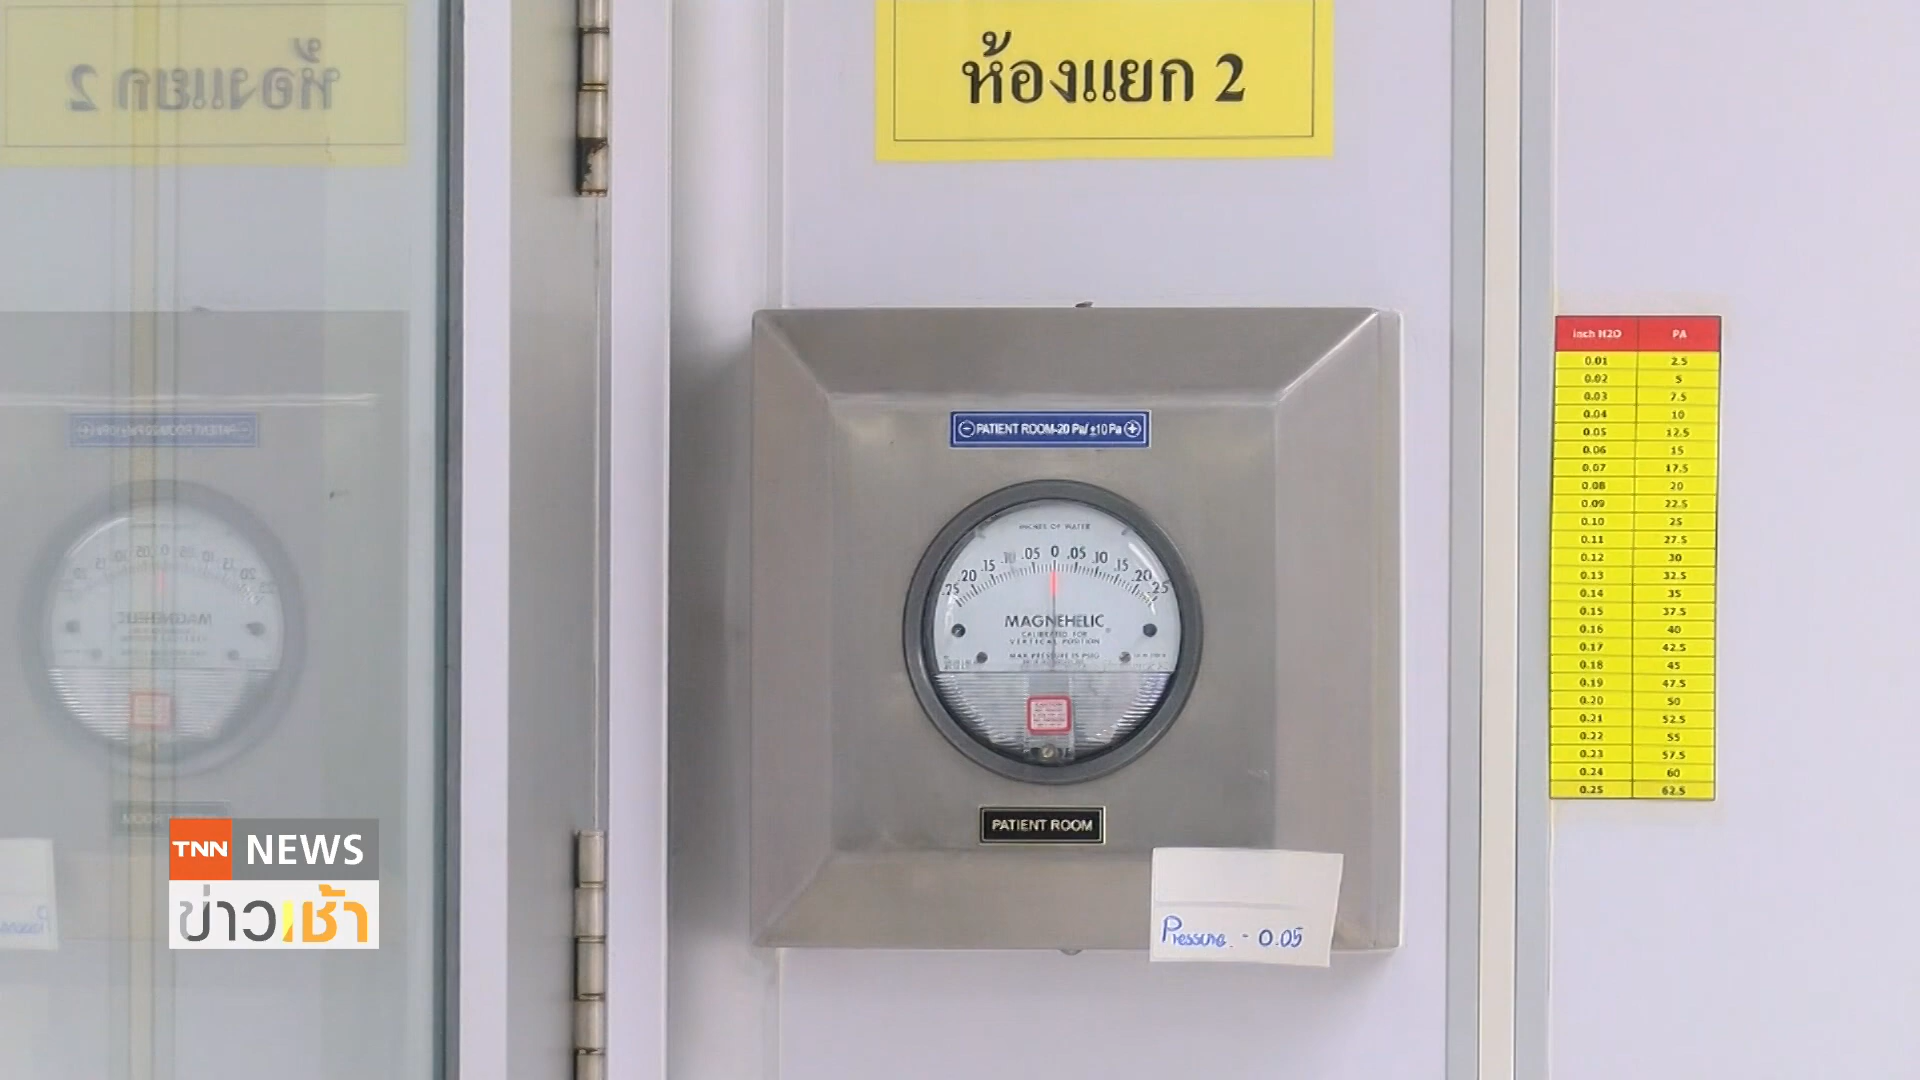 ห้องแยก 2
PATIENT ROOM-20 Pa/±10Pa
INCHES OF WATER
.25 .20 .15 .10 .05 0 .05 .10 .15 .20 .25
MAGNEHELIC
CALIBRATED FOR
VERTICAL POSITION
MAX PRESSURE 15 PSIG
PATIENT ROOM
Pressure - 0.05
inch H2O PA
0.01 2.5
0.02 5
0.03 7.5
0.04 10
0.05 12.5
0.06 15
0.07 17.5
0.08 20
0.09 22.5
0.10 25
0.11 27.5
0.12 30
0.13 32.5
0.14 35
0.15 37.5
0.16 40
0.17 42.5
0.18 45
0.19 47.5
0.20 50
0.21 52.5
0.22 55
0.23 57.5
0.24 60
0.25 62.5
TNN NEWS
ข่าวเช้า